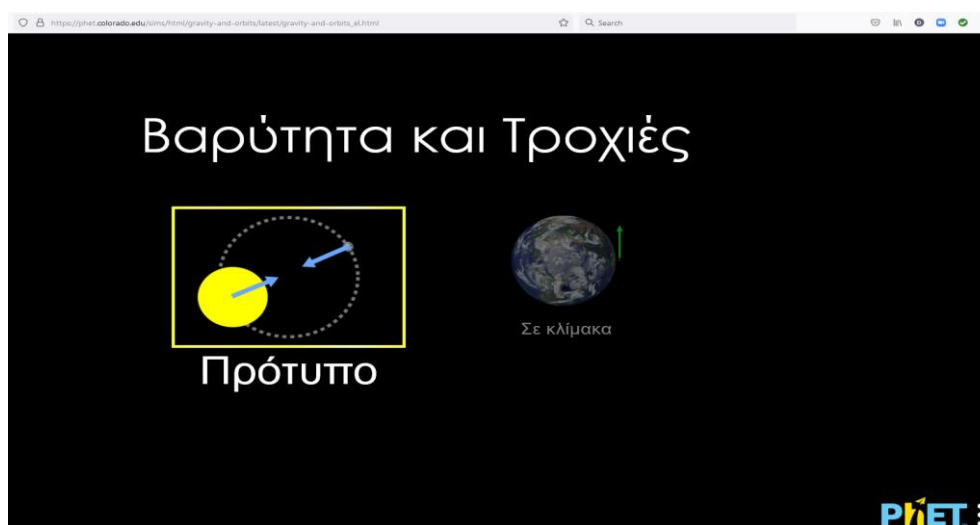 https://phet.colorado.edu/sims/html/gravity-and-orbits/latest/gravity-and-orbits_el.html
Search
Βαρύτητα και Τροχιές
Σε κλίμακα
Πρότυπο
PhET